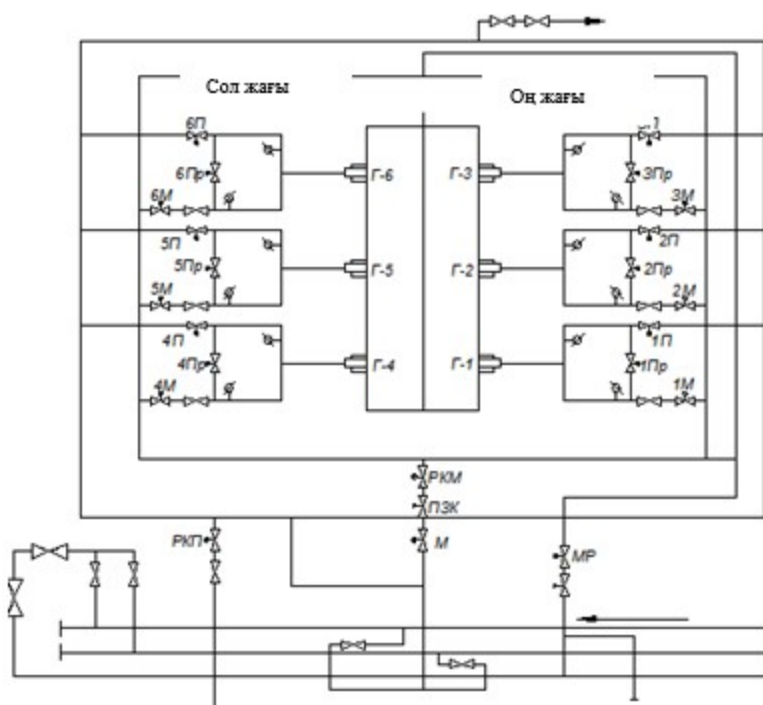 Сол жағы
Оң жағы
6П
6Пр
Г-6
Г-3
3Пр
6М
3М
5П
2П
5Пр
Г-5
Г-2
2Пр
5М
2М
4П
1П
4Пр
Г-4
Г-1
1Пр
4М
1М
РКМ
ПЗК
РКП
М
МР